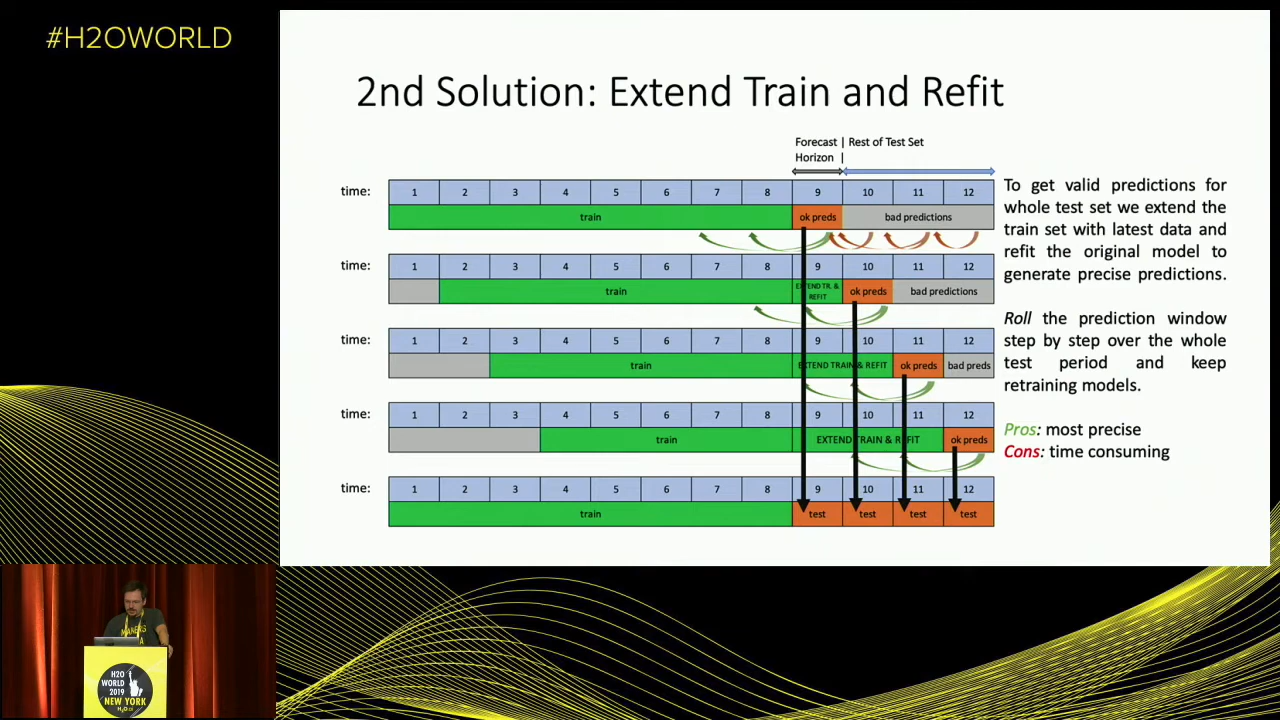 #H2OWORLD
2nd Solution: Extend Train and Refit
Forecast | Rest of Test Set
Horizon |
time: 1 2 3 4 5 6 7 8 9 10 11 12
train ok preds bad predictions
time: 1 2 3 4 5 6 7 8 9 10 11 12
train EXTEND TR. & REFIT ok preds bad predictions
time: 1 2 3 4 5 6 7 8 9 10 11 12
train EXTEND TRAIN & REFIT ok preds bad preds
time: 1 2 3 4 5 6 7 8 9 10 11 12
train EXTEND TRAIN & REFIT ok preds
time: 1 2 3 4 5 6 7 8 9 10 11 12
train test test test test
To get valid predictions for
whole test set we extend the
train set with latest data and
refit the original model to
generate precise predictions.
Roll the prediction window
step by step over the whole
test period and keep
retraining models.
Pros: most precise
Cons: time consuming
H2O
WORLD
2019
NEW YORK
H2O.ai